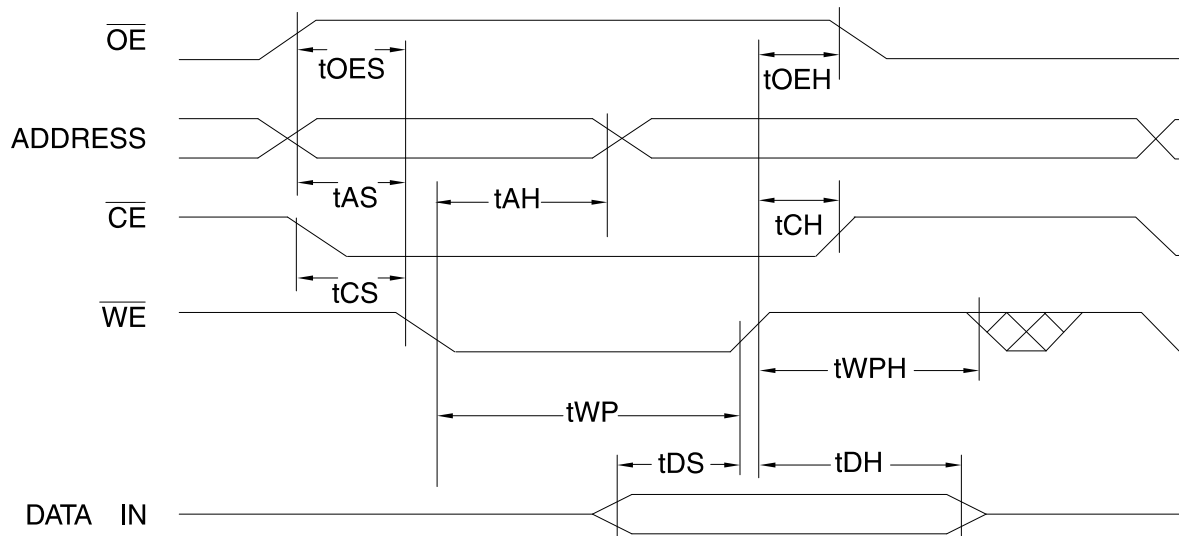 OE
tOES
tOEH
ADDRESS
tAS
tAH
tCH
CE
tCS
WE
tWPH
tWP
tDS
tDH
DATA IN